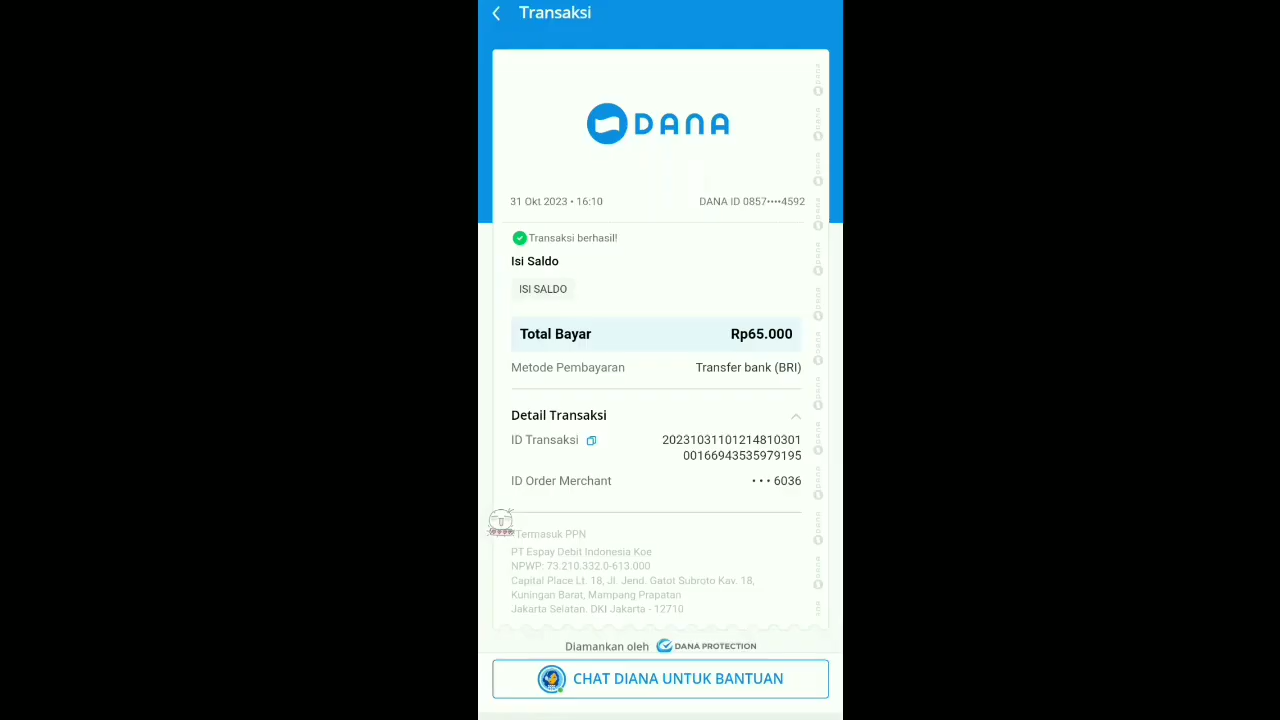 Transaksi
DANA
31 Okt 2023 • 16:10 DANA ID 0857••••4592
Transaksi berhasil!
Isi Saldo
ISI SALDO
Total Bayar Rp65.000
Metode Pembayaran Transfer bank (BRI)
Detail Transaksi
ID Transaksi 20231031101214810301
00166943535979195
ID Order Merchant • • • 6036
Termasuk PPN
PT Espay Debit Indonesia Koe
NPWP: 73.210.332.0-613.000
Capital Place Lt. 18, Jl. Jend. Gatot Subroto Kav. 18,
Kuningan Barat, Mampang Prapatan
Jakarta Selatan. DKI Jakarta - 12710
Diamankan oleh DANA PROTECTION
CHAT DIANA UNTUK BANTUAN